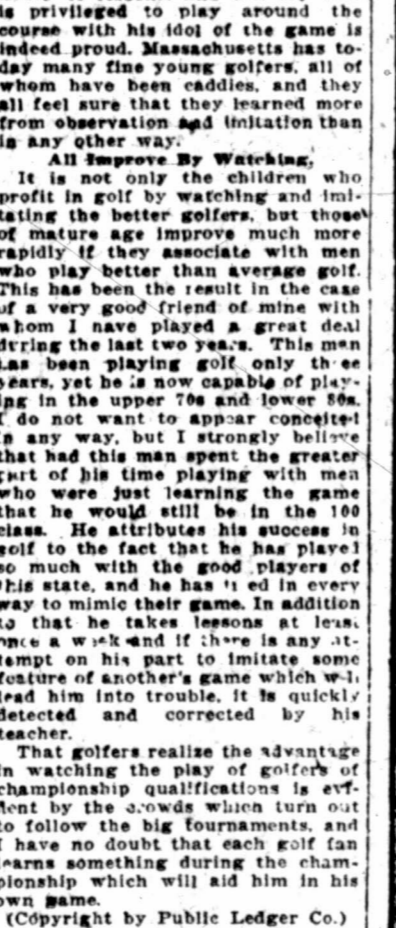 is privileged to play around the
course with his idol of the game is
indeed proud. Massachusetts has to-
day many fine young golfers, all of
whom have been caddies, and they
all feel sure that they learned more
from observation and imitation than
in any other way.
All Improve By Watching.
It is not only the children who
profit in golf by watching and imi-
tating the better golfers, but those
of mature age improve much more
rapidly if they associate with men
who play better than average golf.
This has been the result in the case
of a very good friend of mine with
whom I have played a great deal
during the last two years. This man
has been playing golf only three
years, yet he is now capable of play-
ing in the upper 70s and lower 80s.
I do not want to appear conceited
in any way, but I strongly believe
that had this man spent the greater
part of his time playing with men
who were just learning the game
that he would still be in the 100
class. He attributes his success in
golf to the fact that he has played
so much with the good players of
this state, and he has tried in every
way to mimic their game. In addition
to that he takes lessons at least
once a week and if there is any at-
tempt on his part to imitate some
feature of another's game which will
lead him into trouble, it is quickly
detected and corrected by his
teacher.
That golfers realize the advantage
in watching the play of golfers of
championship qualifications is evi-
dent by the crowds which turn out
to follow the big tournaments, and
I have no doubt that each golf fan
learns something during the cham-
pionship which will aid him in his
own game.
(Copyright by Public Ledger Co.)